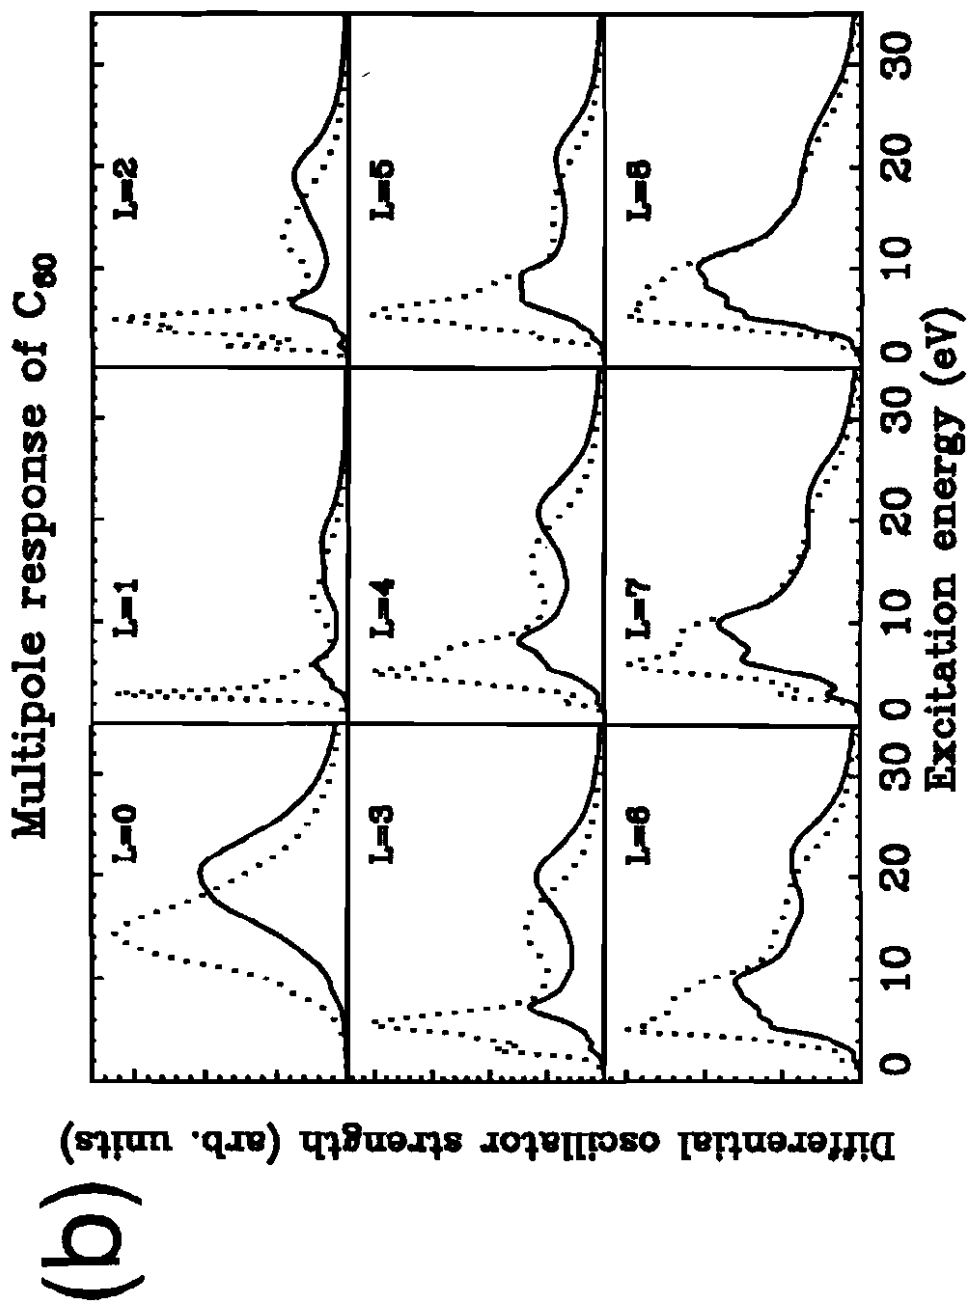 (b)
Multipole response of C60
L=0
L=1
L=2
L=3
L=4
L=5
L=6
L=7
L=8
0 10 20 30 0 10 20 30 0 10 20 30
Excitation energy (eV)
Differential oscillator strength (arb. units)